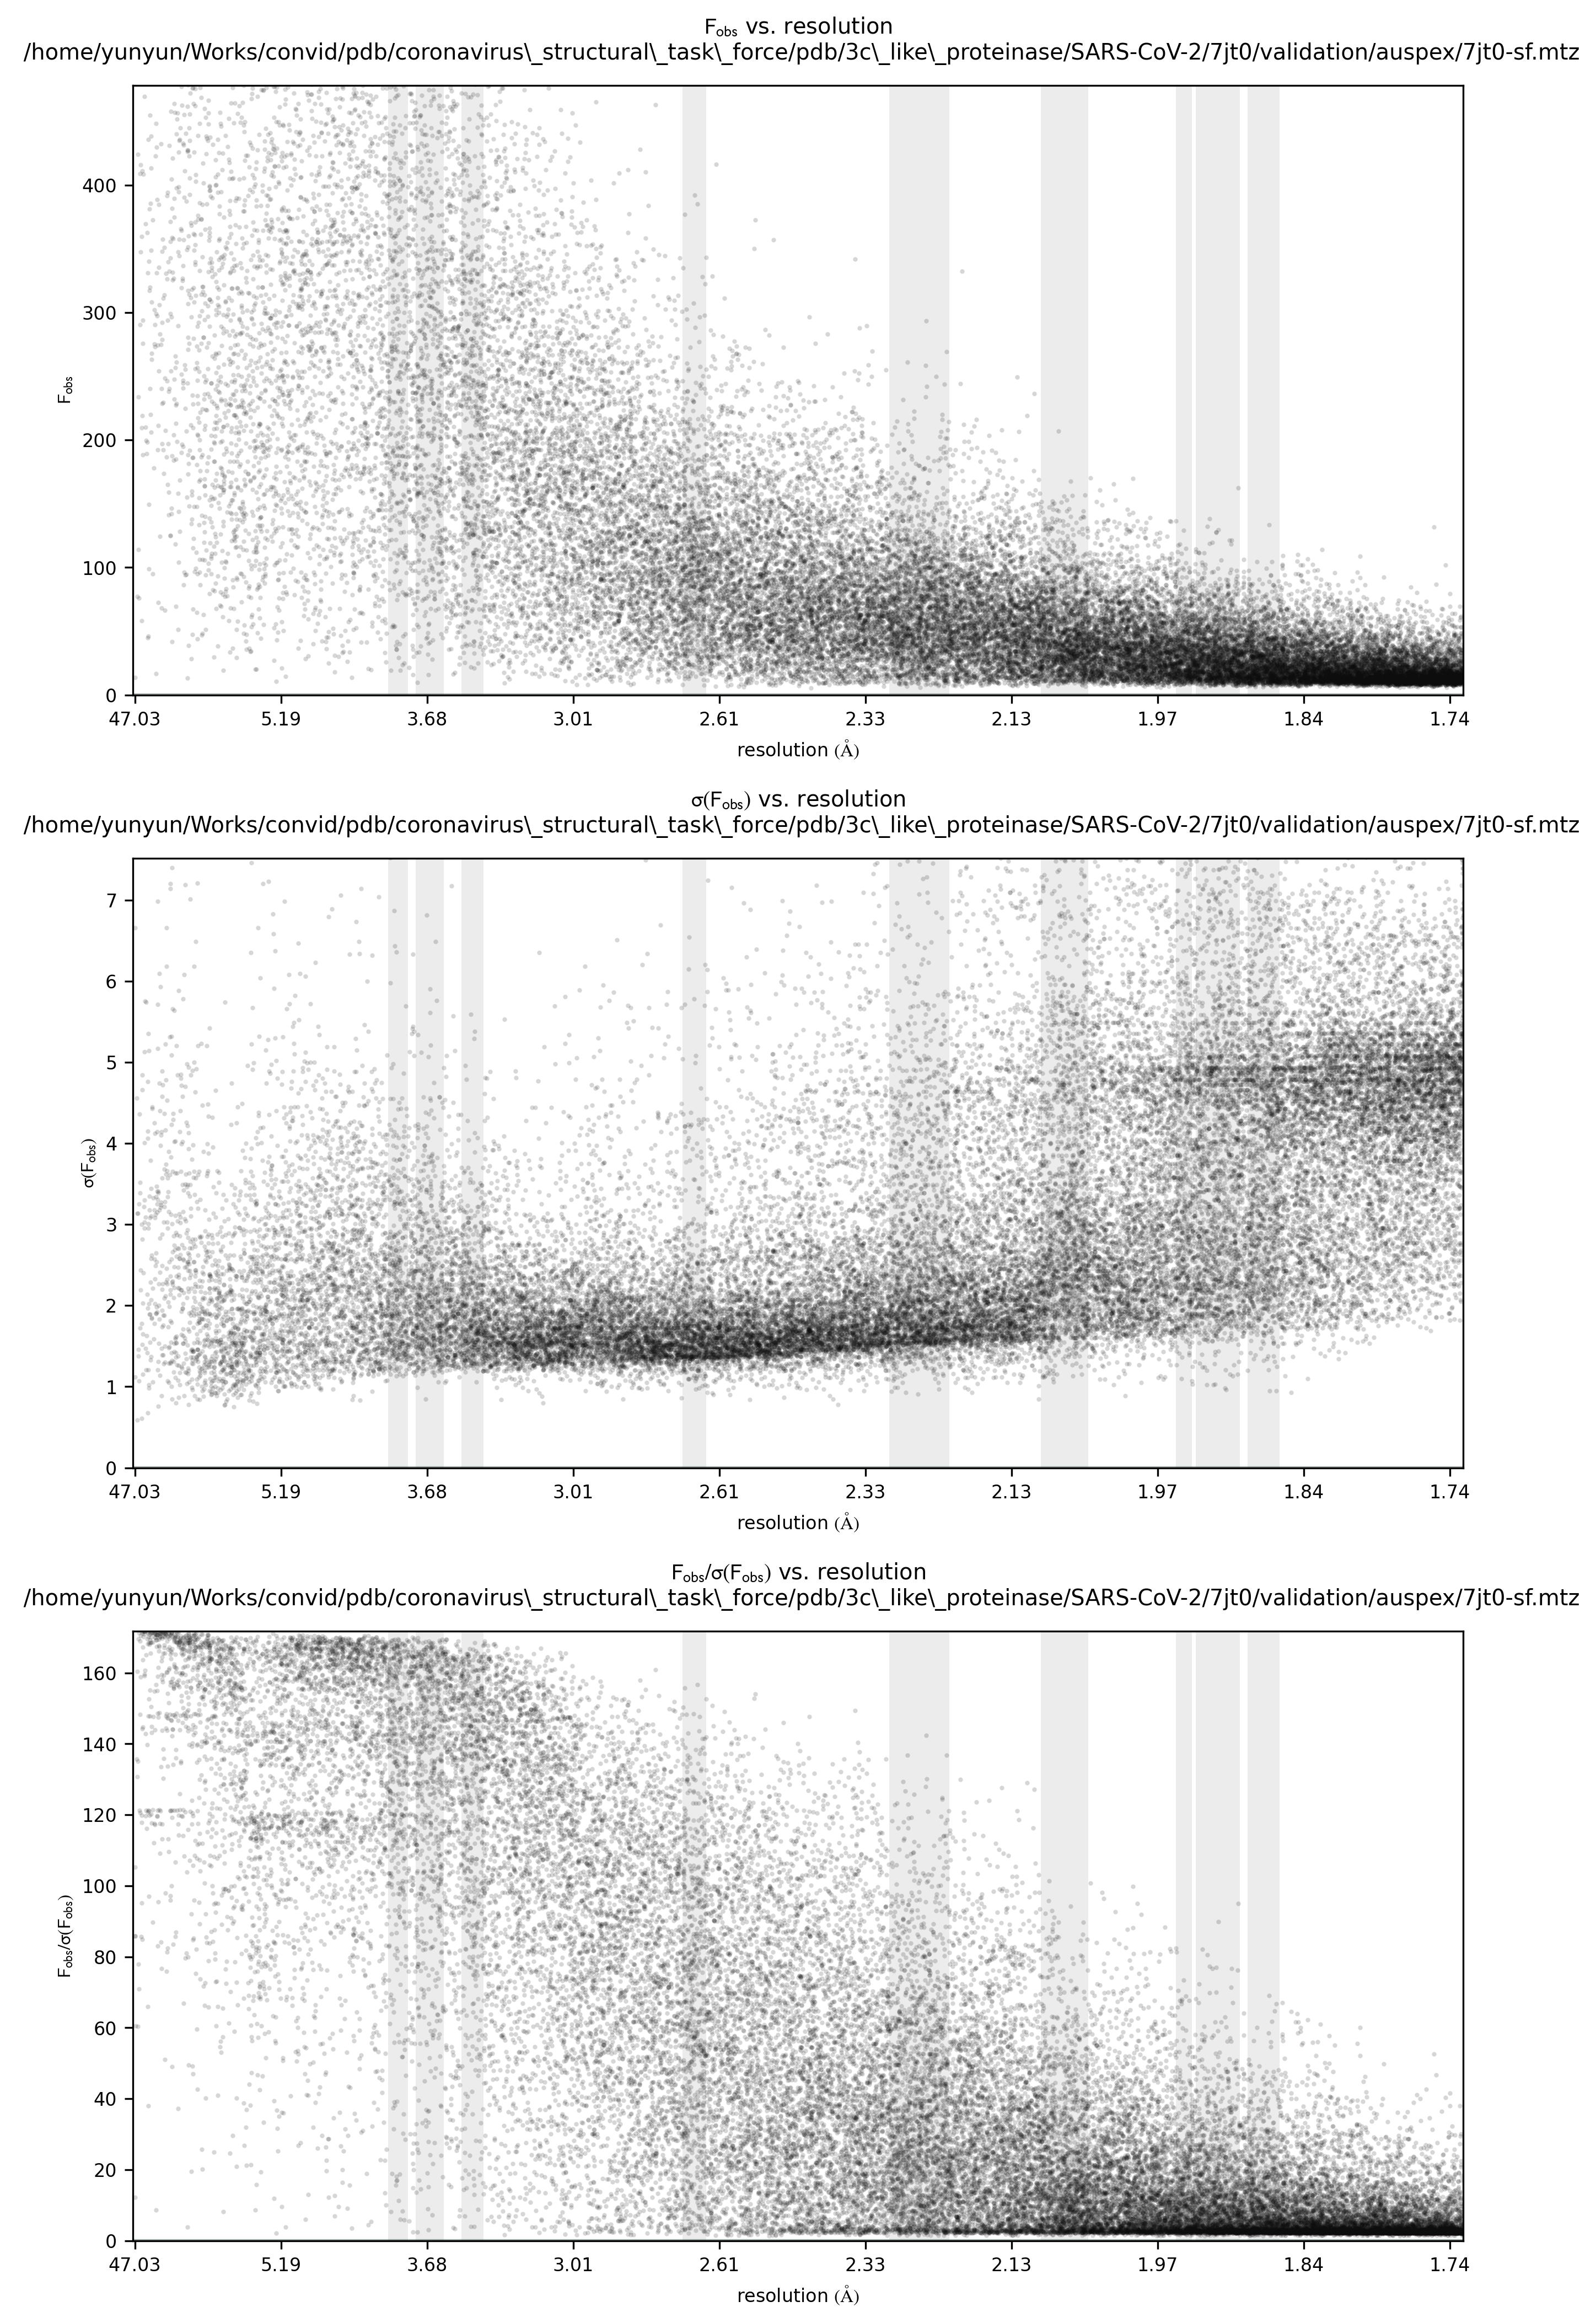 Fobs vs. resolution
/home/yunyun/Works/convid/pdb/coronavirus\_structural\_task\_force/pdb/3c\_like\_proteinase/SARS-CoV-2/7jt0/validation/auspex/7jt0-sf.mtz
400
300
200
100
0
Fobs
47.03 5.19 3.68 3.01 2.61 2.33 2.13 1.97 1.84 1.74
resolution (Å)
σ(Fobs) vs. resolution
/home/yunyun/Works/convid/pdb/coronavirus\_structural\_task\_force/pdb/3c\_like\_proteinase/SARS-CoV-2/7jt0/validation/auspex/7jt0-sf.mtz
7
6
5
4
3
2
1
0
σ(Fobs)
47.03 5.19 3.68 3.01 2.61 2.33 2.13 1.97 1.84 1.74
resolution (Å)
Fobs/σ(Fobs) vs. resolution
/home/yunyun/Works/convid/pdb/coronavirus\_structural\_task\_force/pdb/3c\_like\_proteinase/SARS-CoV-2/7jt0/validation/auspex/7jt0-sf.mtz
160
140
120
100
80
60
40
20
0
Fobs/σ(Fobs)
47.03 5.19 3.68 3.01 2.61 2.33 2.13 1.97 1.84 1.74
resolution (Å)